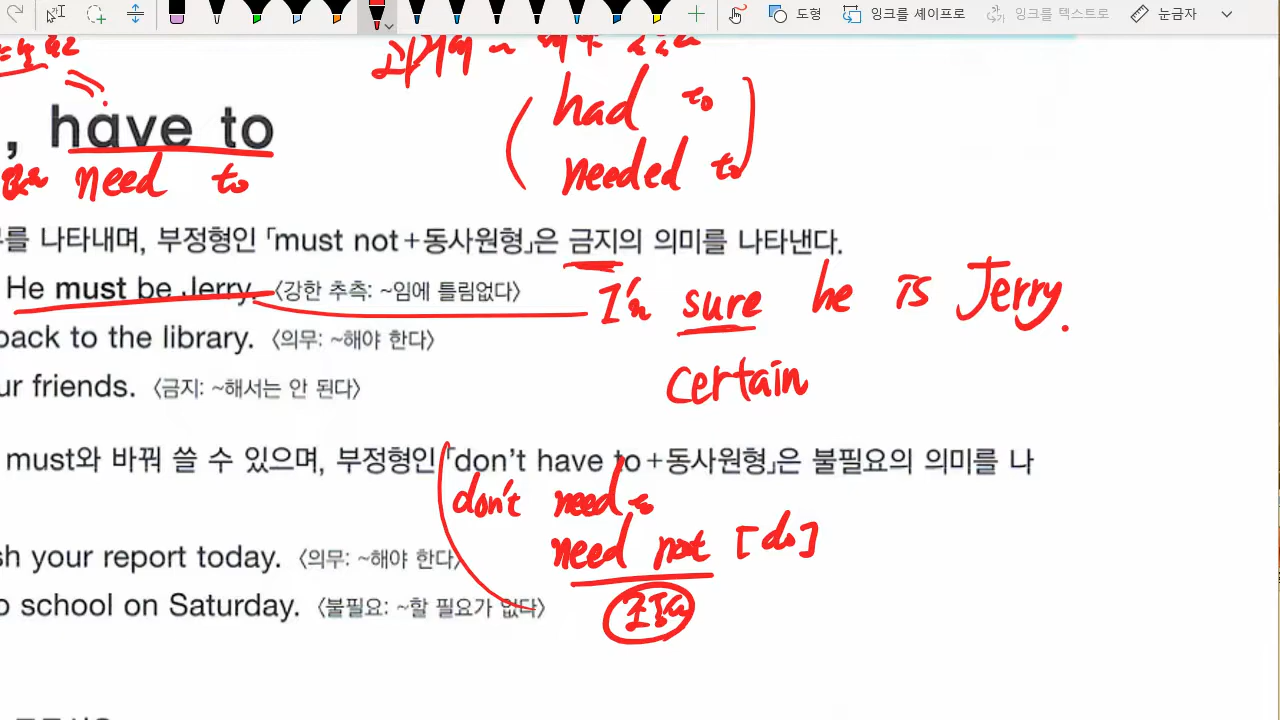 도형 잉크를 셰이프로 잉크를 텍스트로 눈금자
had to
, have to
need to
needed to
를 나타내며, 부정형인 「must not+동사원형」은 금지의 의미를 나타낸다.
He must be Jerry. 〈강한 추측: ~임에 틀림없다〉 I'm sure he is Jerry.
back to the library. 〈의무: ~해야 한다〉
certain
ur friends. 〈금지: ~해서는 안 된다〉
must와 바꿔 쓸 수 있으며, 부정형인 「don't have to+동사원형」은 불필요의 의미를 나
don't need to
need not [do]
sh your report today. 〈의무: ~해야 한다〉
o school on Saturday. 〈불필요: ~할 필요가 없다〉
조동사